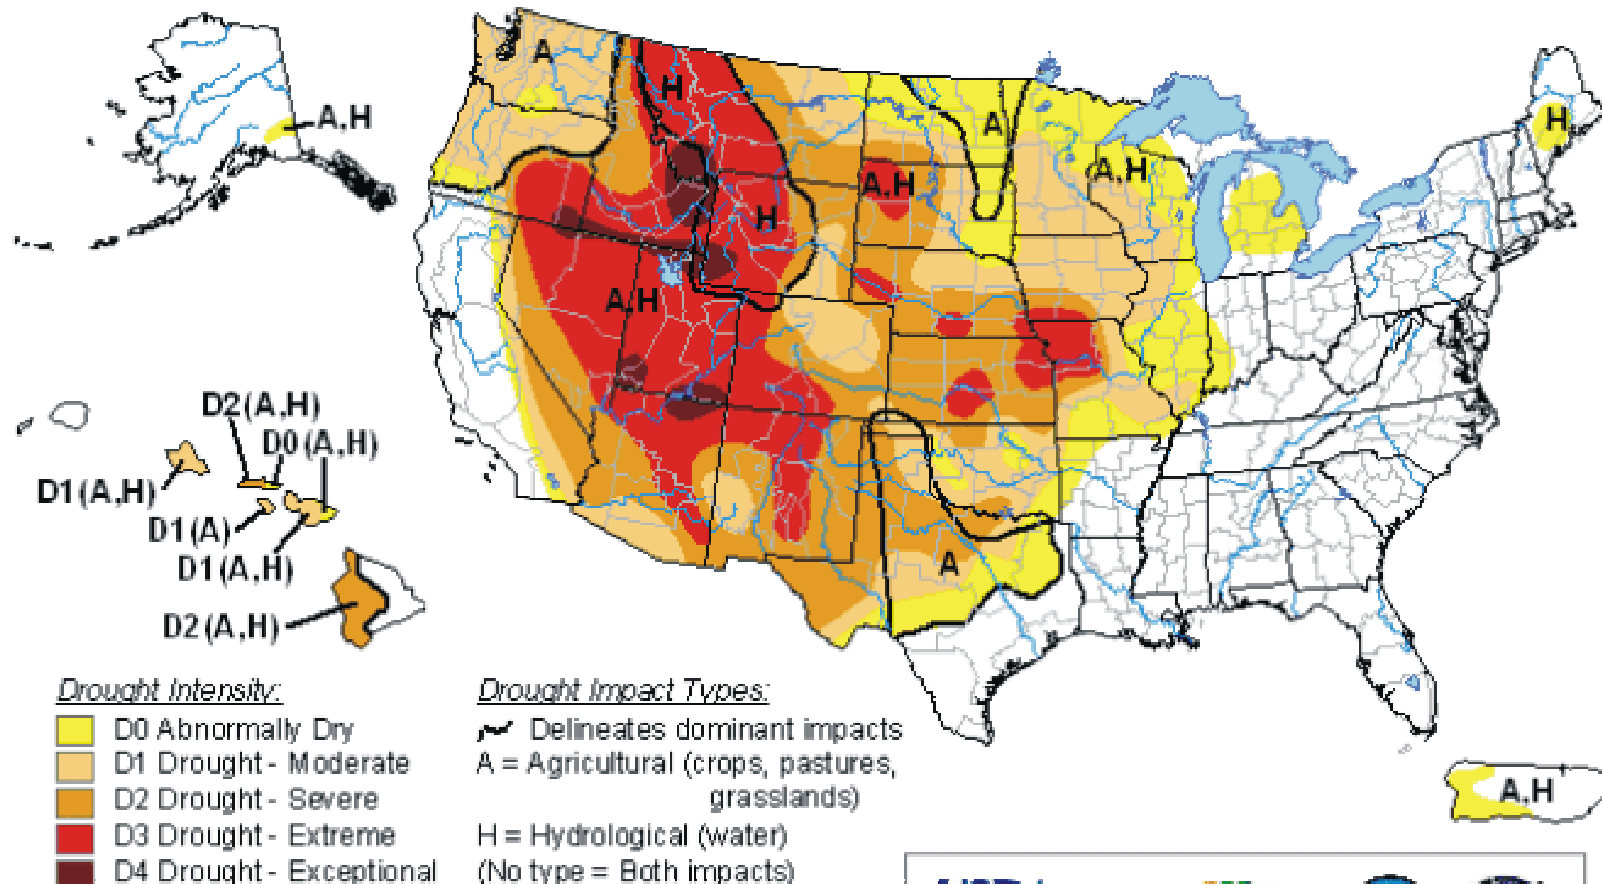 A
H
A,H
A
A,H
H
A,H
A,H
H
A,H
D2(A,H)
D0(A,H)
D1(A,H)
D1(A)
D1(A,H)
A
D2(A,H)
Drought Intensity:
D0 Abnormally Dry
D1 Drought - Moderate
D2 Drought - Severe
D3 Drought - Extreme
D4 Drought - Exceptional
Drought Impact Types:
Delineates dominant impacts
A = Agricultural (crops, pastures,
grasslands)
H = Hydrological (water)
(No type = Both impacts)
A,H